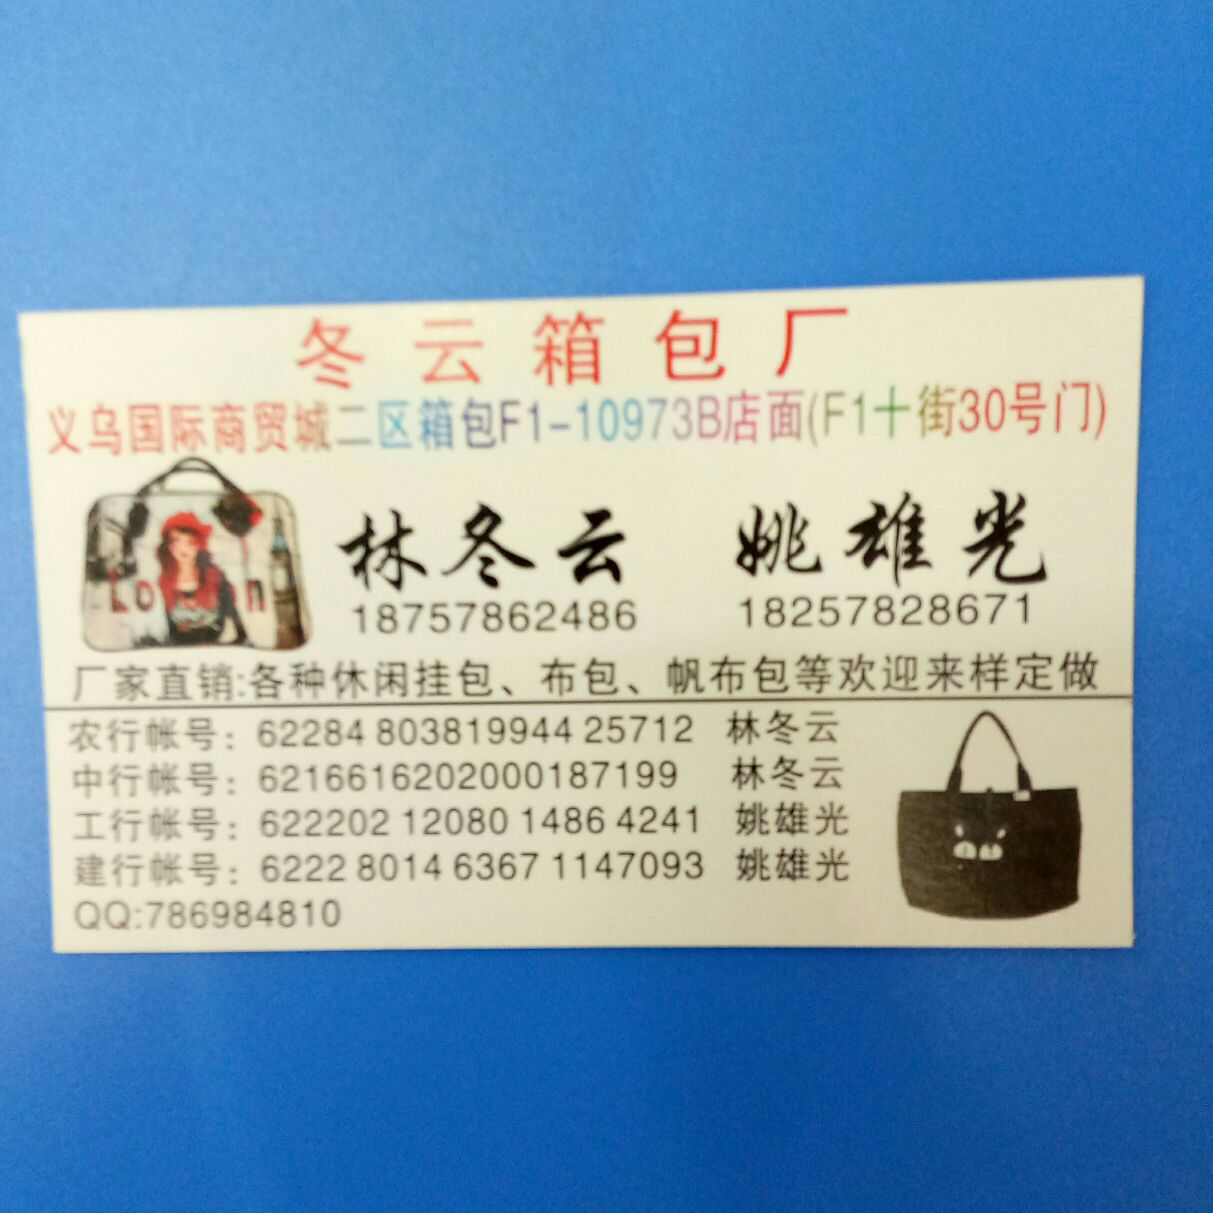 冬云箱包厂
义乌国际商贸城二区箱包F1-10973B店面(F1十街30号门)
LO N
林冬云 姚雄光
18757862486 18257828671
厂家直销:各种休闲挂包、布包、帆布包等欢迎来样定做
农行帐号：62284 803819944 25712 林冬云
中行帐号：6216616202000187199 林冬云
工行帐号：622202 12080 1486 4241 姚雄光
建行帐号：6222 8014 6367 1147093 姚雄光
QQ:786984810